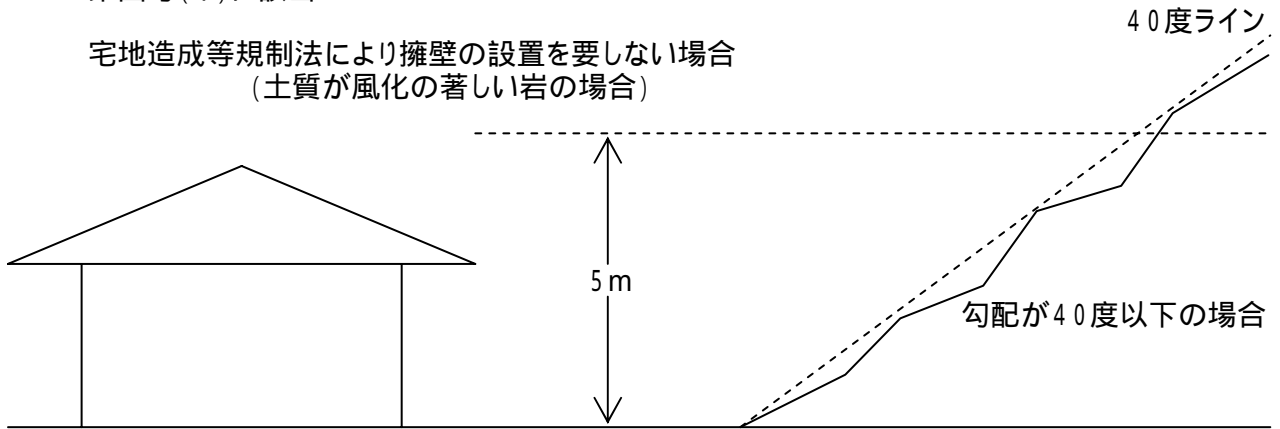 40度ライン
宅地造成等規制法により擁壁の設置を要しない場合
(土質が風化の著しい岩の場合)
5m
勾配が40度以下の場合